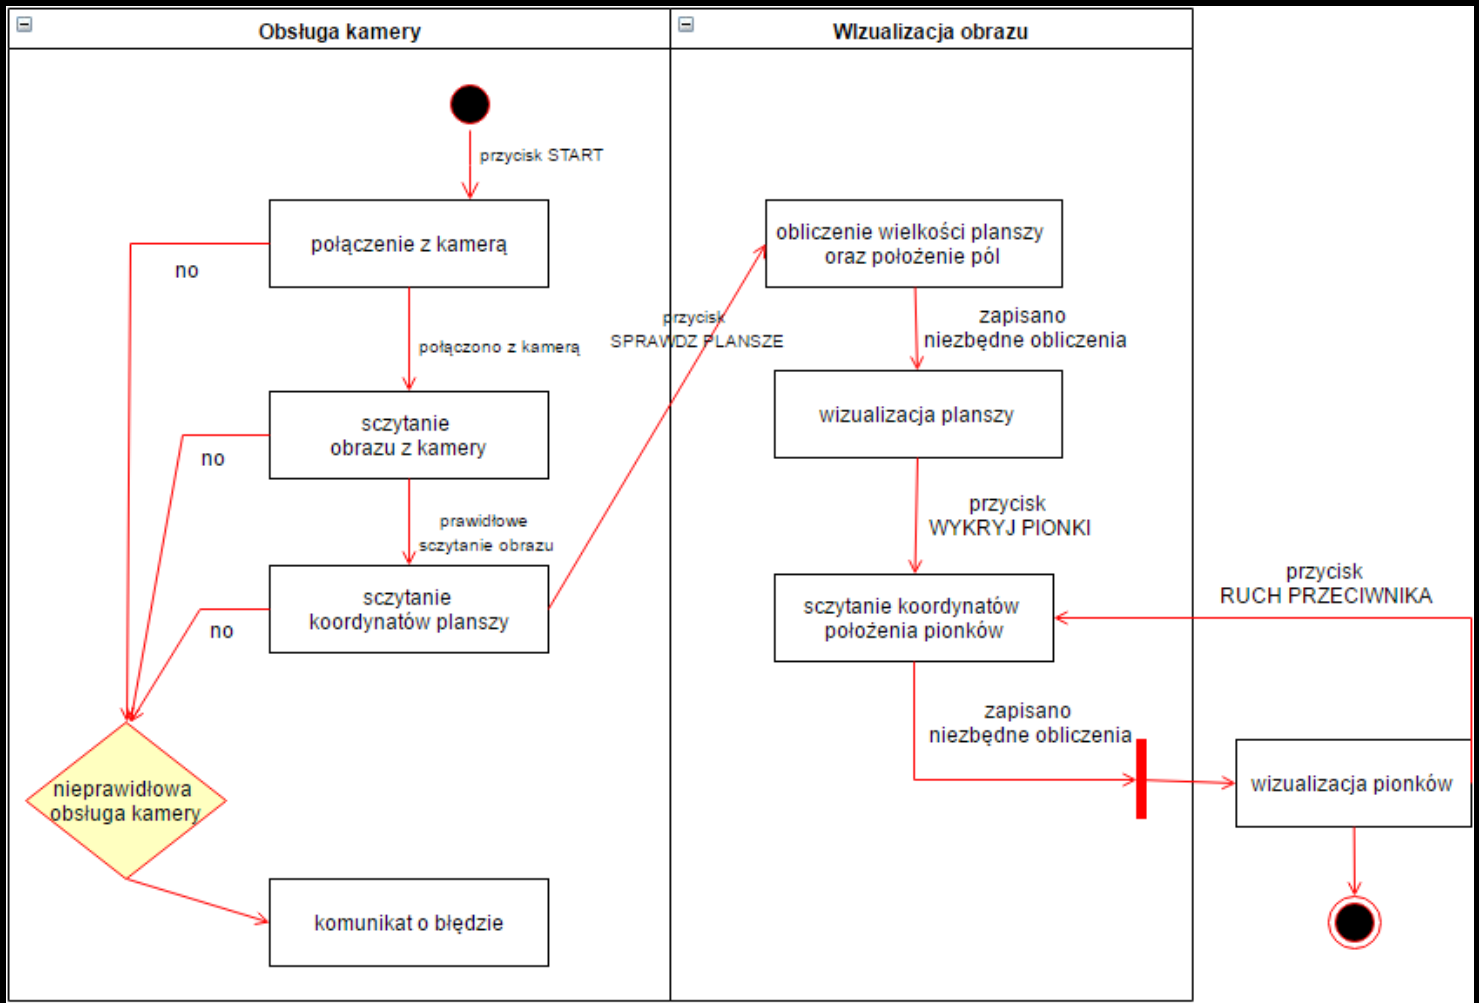 Obsługa kamery
WIzualizacja obrazu
przycisk START
połączenie z kamerą
no
połączono z kamerą
sczytanie
obrazu z kamery
no
prawidłowe
sczytanie obrazu
sczytanie
koordynatów planszy
no
nieprawidłowa
obsługa kamery
komunikat o błędzie
przycisk
SPRAWDZ PLANSZE
obliczenie wielkości planszy
oraz położenie pól
zapisano
niezbędne obliczenia
wizualizacja planszy
przycisk
WYKRYJ PIONKI
sczytanie koordynatów
położenia pionków
zapisano
niezbędne obliczenia
przycisk
RUCH PRZECIWNIKA
wizualizacja pionków